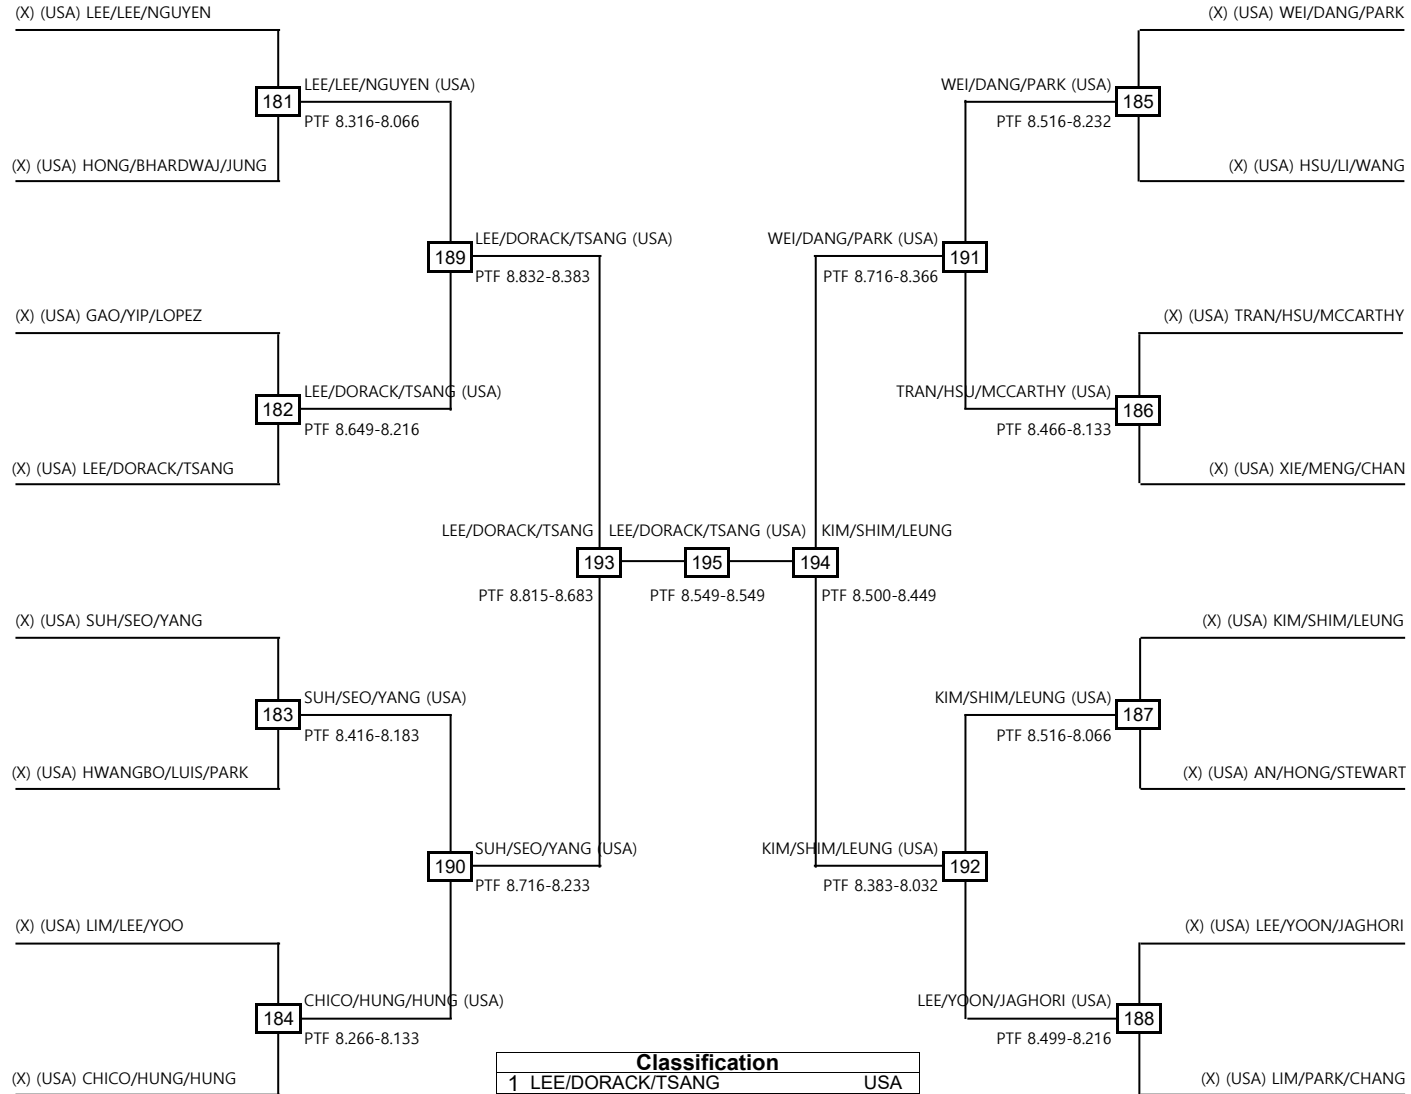 (X) (USA) LEE/LEE/NGUYEN
(X) (USA) WEI/DANG/PARK
LEE/LEE/NGUYEN (USA)
WEI/DANG/PARK (USA)
181
185
PTF 8.316-8.066
PTF 8.516-8.232
(X) (USA) HONG/BHARDWAJ/JUNG
(X) (USA) HSU/LI/WANG
LEE/DORACK/TSANG (USA)
WEI/DANG/PARK (USA)
189
191
PTF 8.832-8.383
PTF 8.716-8.366
(X) (USA) GAO/YIP/LOPEZ
(X) (USA) TRAN/HSU/MCCARTHY
LEE/DORACK/TSANG (USA)
TRAN/HSU/MCCARTHY (USA)
182
186
PTF 8.649-8.216
PTF 8.466-8.133
(X) (USA) LEE/DORACK/TSANG
(X) (USA) XIE/MENG/CHAN
LEE/DORACK/TSANG
LEE/DORACK/TSANG (USA)
KIM/SHIM/LEUNG
193
195
194
PTF 8.815-8.683
PTF 8.549-8.549
PTF 8.500-8.449
(X) (USA) SUH/SEO/YANG
(X) (USA) KIM/SHIM/LEUNG
SUH/SEO/YANG (USA)
KIM/SHIM/LEUNG (USA)
183
187
PTF 8.416-8.183
PTF 8.516-8.066
(X) (USA) HWANGBO/LUIS/PARK
(X) (USA) AN/HONG/STEWART
SUH/SEO/YANG (USA)
KIM/SHIM/LEUNG (USA)
190
192
PTF 8.716-8.233
PTF 8.383-8.032
(X) (USA) LIM/LEE/YOO
(X) (USA) LEE/YOON/JAGHORI
CHICO/HUNG/HUNG (USA)
LEE/YOON/JAGHORI (USA)
184
188
PTF 8.266-8.133
PTF 8.499-8.216
Classification
(X) (USA) CHICO/HUNG/HUNG
(X) (USA) LIM/PARK/CHANG
1 LEE/DORACK/TSANG USA